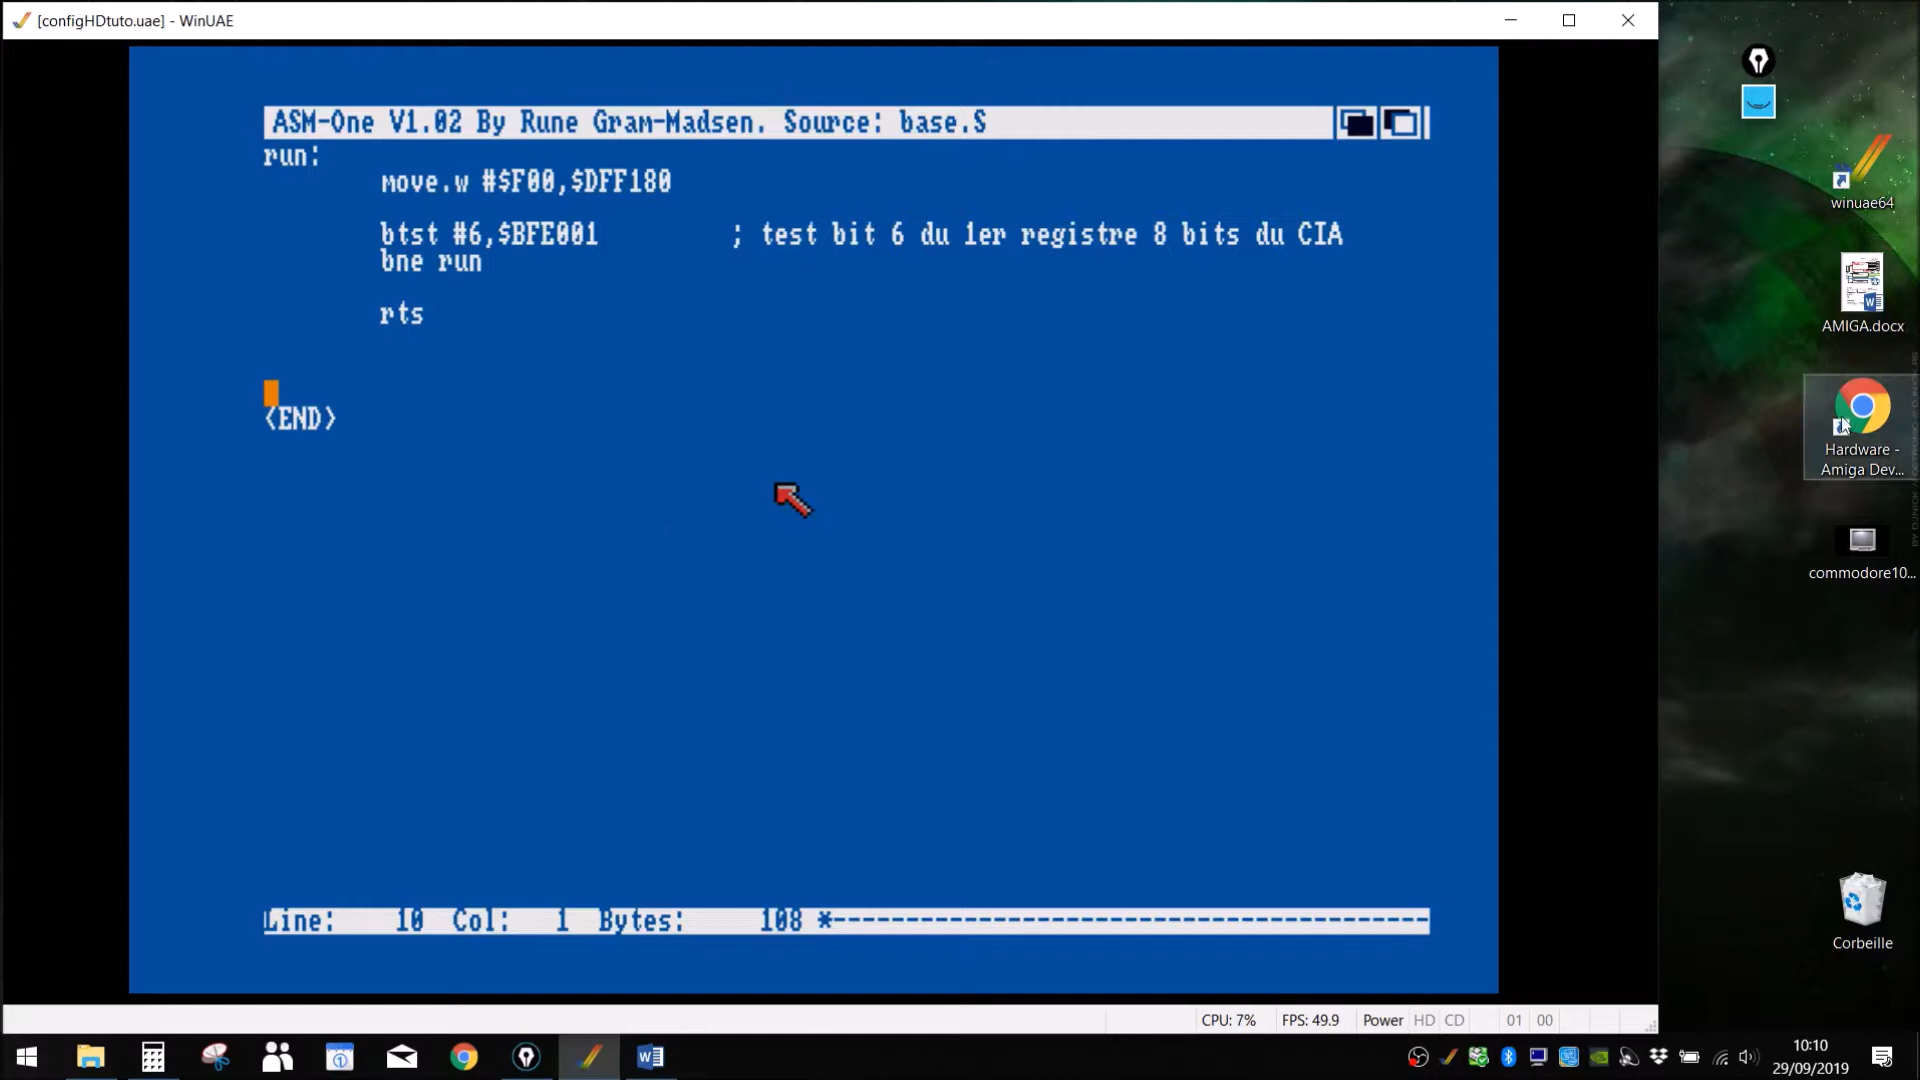 [configHDtuto.uae] - WinUAE
ASM-One V1.02 By Rune Gram-Madsen. Source: base.S
run:
move.w #$F00,$DFF180
btst #6,$BFE001 ; test bit 6 du 1er registre 8 bits du CIA
bne run
rts
<END>
Line: 10 Col: 1 Bytes: 108 *--------------------------------------
CPU: 7% FPS: 49.9 Power HD CD 01 00
winuae64
AMIGA.docx
Hardware -
Amiga Dev...
commodore10...
Corbeille
10:10
29/09/2019